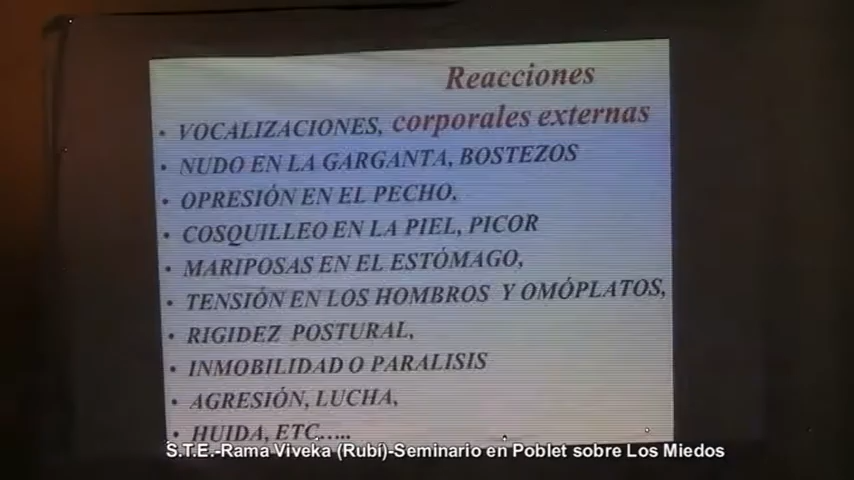 Reacciones
corporales externas
• VOCALIZACIONES,
• NUDO EN LA GARGANTA, BOSTEZOS
• OPRESIÓN EN EL PECHO.
• COSQUILLEO EN LA PIEL, PICOR
• MARIPOSAS EN EL ESTÓMAGO,
• TENSIÓN EN LOS HOMBROS Y OMÓPLATOS,
• RIGIDEZ POSTURAL,
• INMOBILIDAD O PARALISIS
• AGRESIÓN, LUCHA,
• HUIDA, ETC.....
S.T.E.-Rama Viveka (Rubí)-Seminario en Poblet sobre Los Miedos